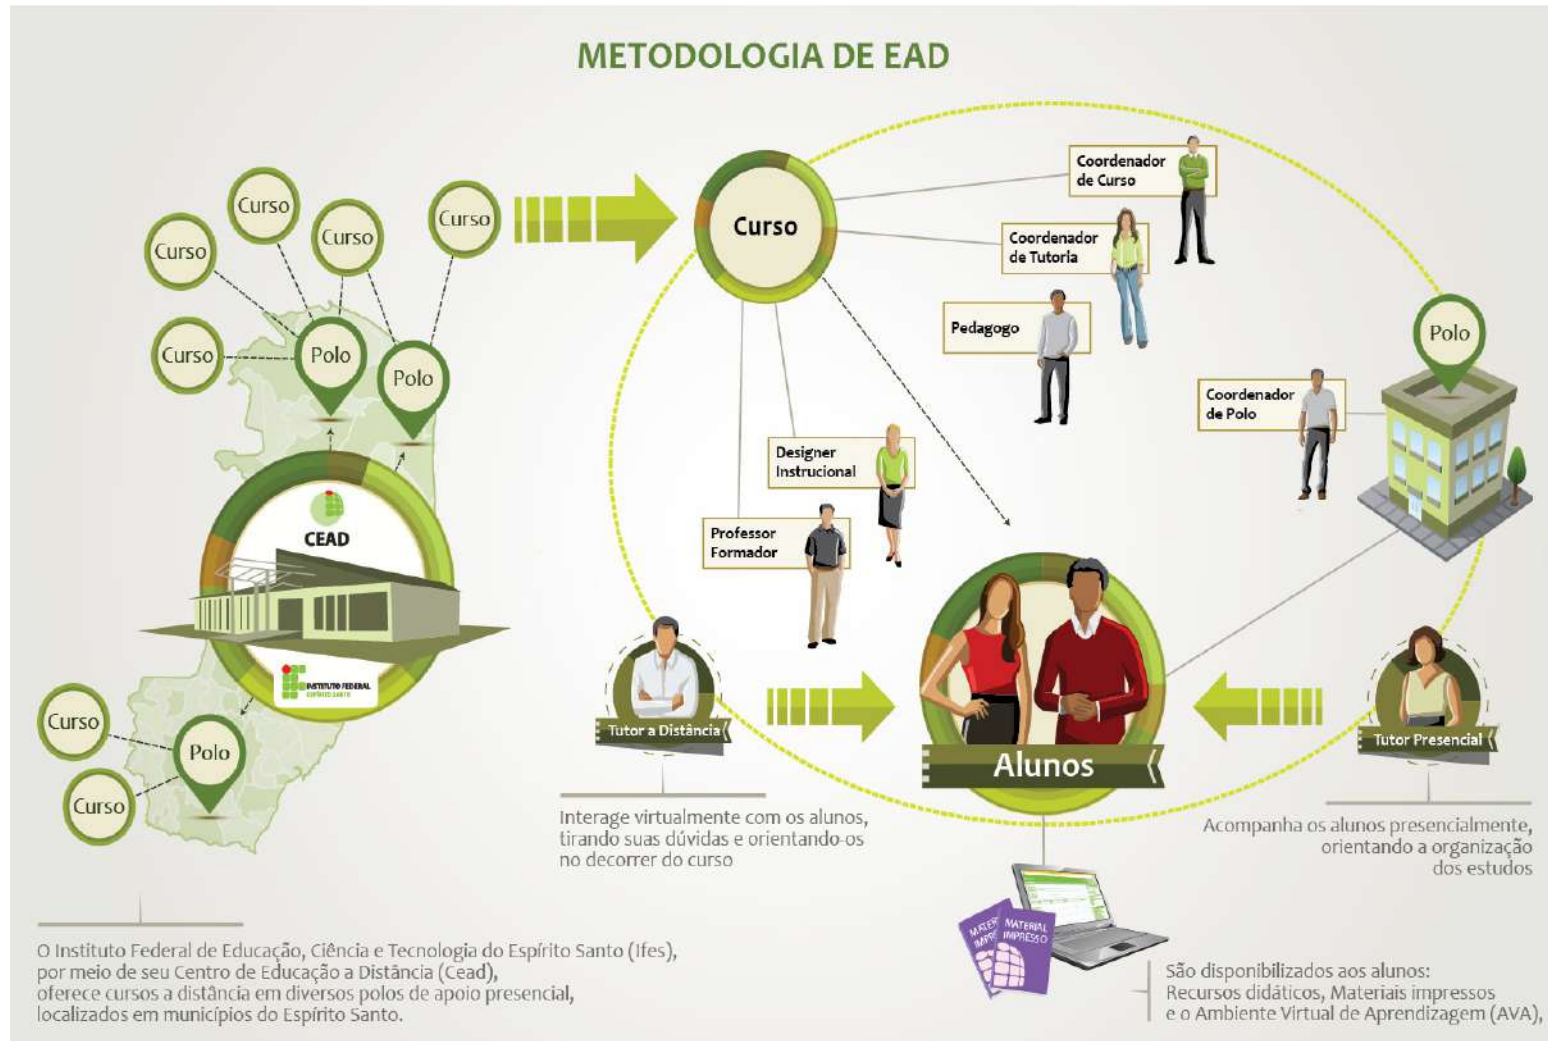 METODOLOGIA DE EAD
Curso
Curso
Curso
Curso
Curso
Polo
Polo
CEAD
INSTITUTO FEDERAL
ESPÍRITO SANTO
Curso
Curso
Polo
O Instituto Federal de Educação, Ciência e Tecnologia do Espírito Santo (Ifes),
por meio de seu Centro de Educação a Distância (Cead),
oferece cursos a distância em diversos polos de apoio presencial,
localizados em municípios do Espírito Santo.
Curso
Coordenador
de Curso
Coordenador
de Tutoria
Pedagogo
Designer
Instrucional
Professor
Formador
Polo
Coordenador
de Polo
Tutor a Distância
Interage virtualmente com os alunos,
tirando suas dúvidas e orientando-os
no decorrer do curso
Alunos
Tutor Presencial
Acompanha os alunos presencialmente,
orientando a organização
dos estudos
MATERIAL
IMPRESSO
São disponibilizados aos alunos:
Recursos didáticos, Materiais impressos
e o Ambiente Virtual de Aprendizagem (AVA),